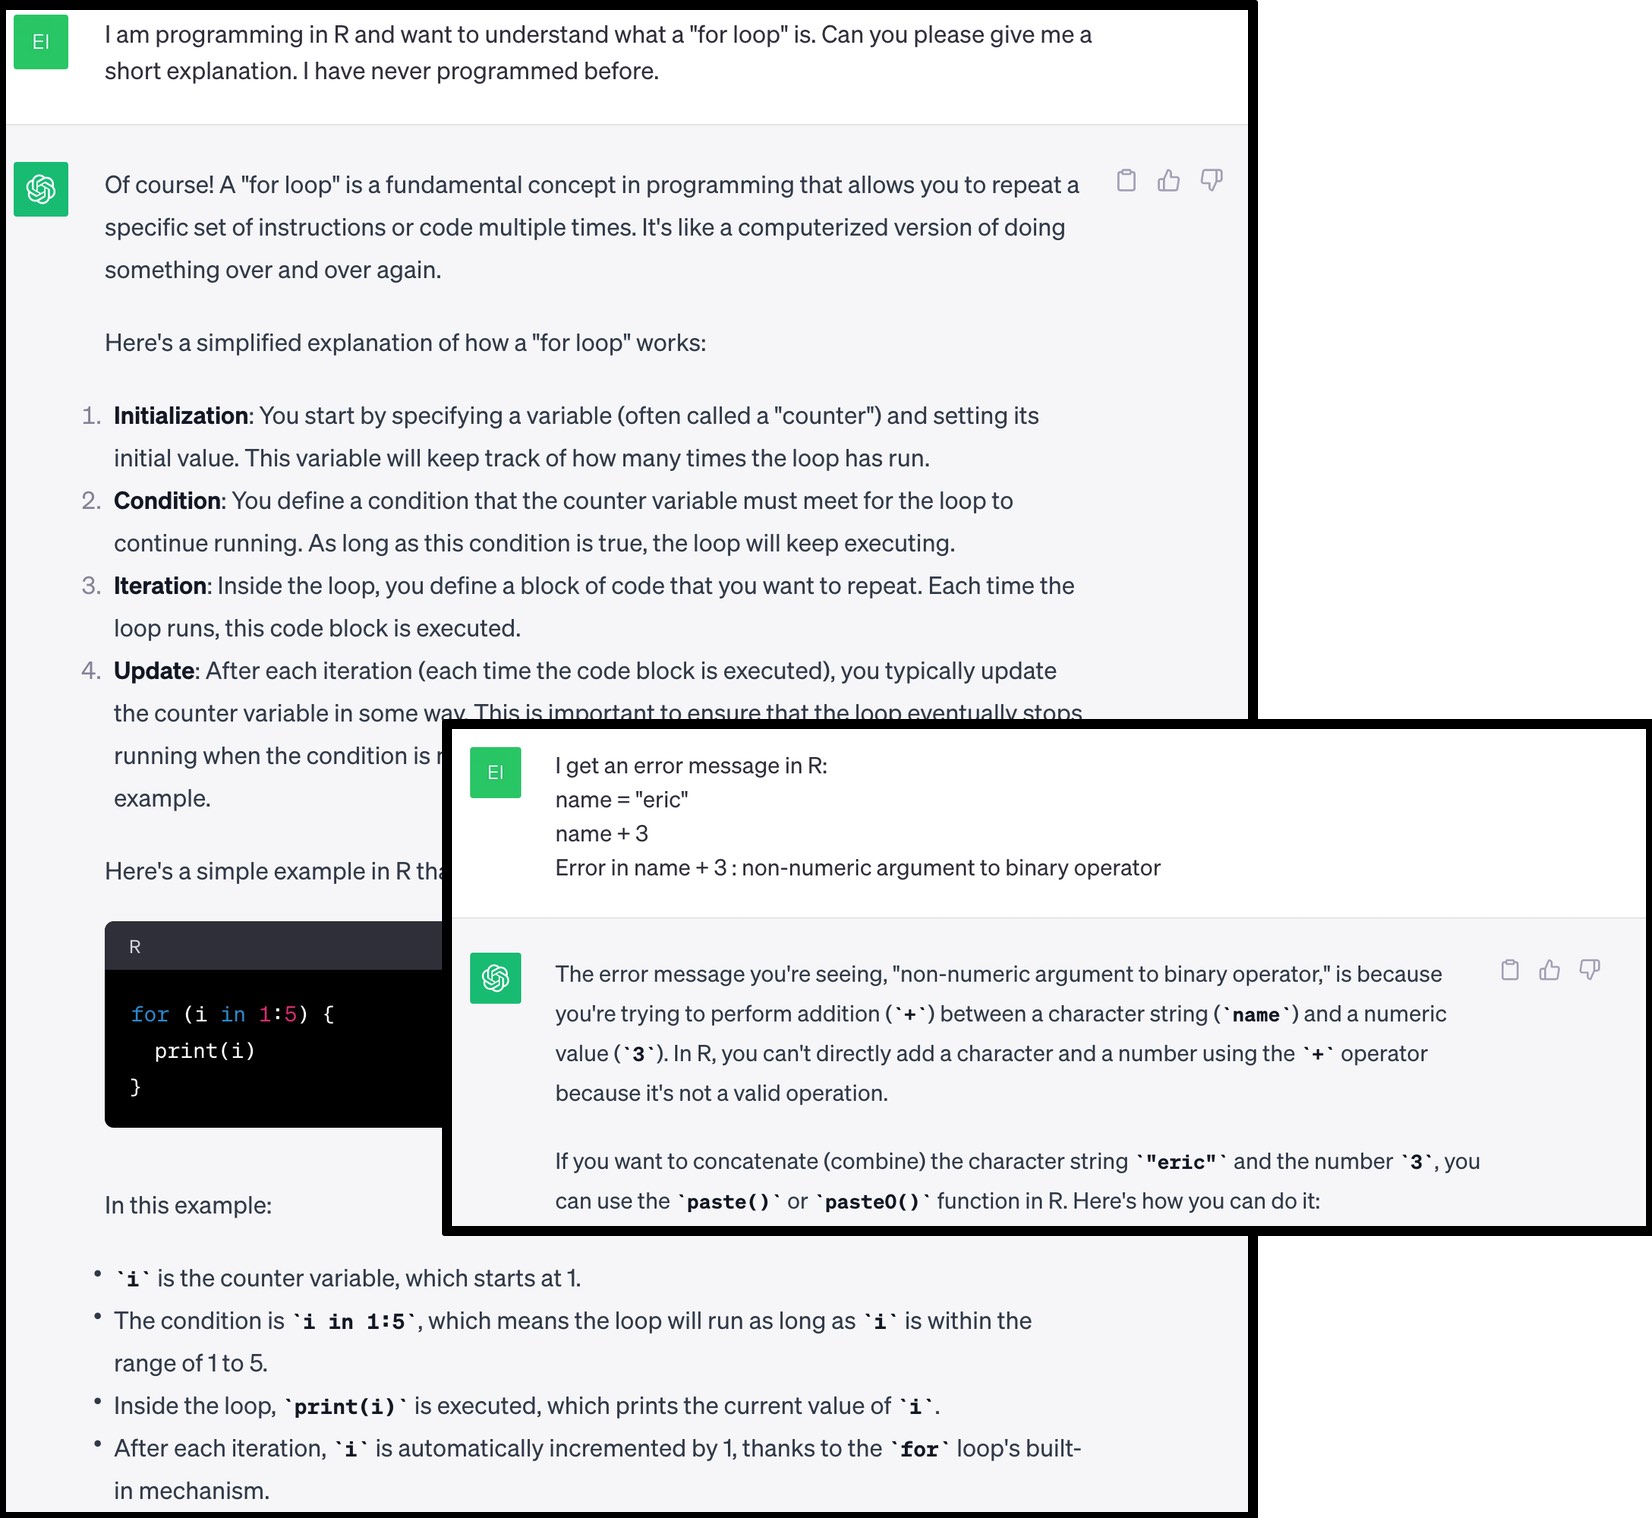 EI
I am programming in R and want to understand what a "for loop" is. Can you please give me a
short explanation. I have never programmed before.
Of course! A "for loop" is a fundamental concept in programming that allows you to repeat a
specific set of instructions or code multiple times. It's like a computerized version of doing
something over and over again.
Here's a simplified explanation of how a "for loop" works:
1. Initialization: You start by specifying a variable (often called a "counter") and setting its
initial value. This variable will keep track of how many times the loop has run.
2. Condition: You define a condition that the counter variable must meet for the loop to
continue running. As long as this condition is true, the loop will keep executing.
3. Iteration: Inside the loop, you define a block of code that you want to repeat. Each time the
loop runs, this code block is executed.
4. Update: After each iteration (each time the code block is executed), you typically update
the counter variable in some way. This is important to ensure that the loop eventually stops
running when the condition is
example.
Here's a simple example in R
R
for (i in 1:5) {
  print(i)
}
In this example:
• `i` is the counter variable, which starts at 1.
• The condition is `i in 1:5`, which means the loop will run as long as `i` is within the
range of 1 to 5.
• Inside the loop, `print(i)` is executed, which prints the current value of `i`.
• After each iteration, `i` is automatically incremented by 1, thanks to the `for` loop's built-
in mechanism.
EI
I get an error message in R:
name = "eric"
name + 3
Error in name + 3 : non-numeric argument to binary operator
The error message you're seeing, "non-numeric argument to binary operator," is because
you're trying to perform addition (`+`) between a character string (`name`) and a numeric
value (`3`). In R, you can't directly add a character and a number using the `+` operator
because it's not a valid operation.
If you want to concatenate (combine) the character string `"eric"` and the number `3`, you
can use the `paste()` or `paste0()` function in R. Here's how you can do it: